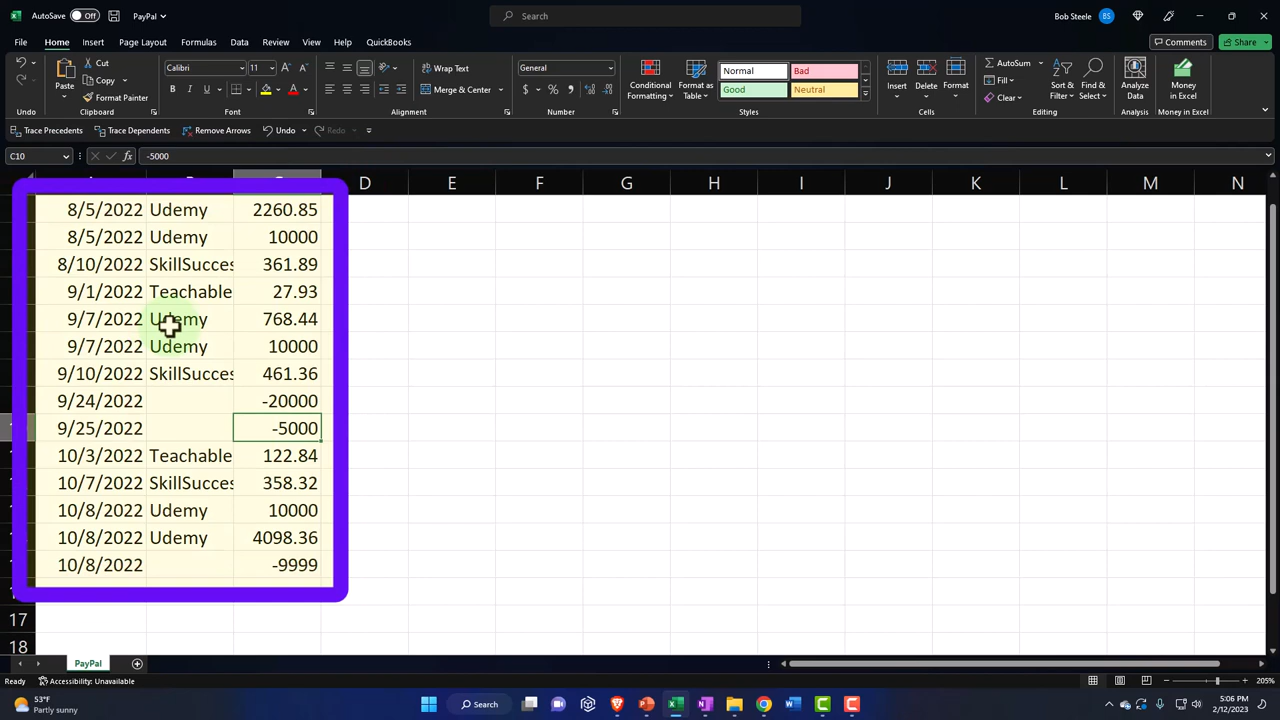 AutoSave Off PayPal Search Bob Steele BS
File Home Insert Page Layout Formulas Data Review View Help QuickBooks Comments Share
Cut Calibri 11 Wrap Text General Normal Bad AutoSum
Copy Fill
Paste Format Painter Merge & Center Conditional Formatting Format as Table Good Neutral Insert Delete Format Clear Sort & Filter Find & Select Analyze Data Money in Excel
Undo Clipboard Font Alignment Number Styles Cells Editing Analysis Money in Excel
Trace Precedents Trace Dependents Remove Arrows Undo Redo
C10 fx -5000
D E F G H I J K L M N
8/5/2022 Udemy 2260.85
8/5/2022 Udemy 10000
8/10/2022 SkillSucces 361.89
9/1/2022 Teachable 27.93
9/7/2022 Udemy 768.44
9/7/2022 Udemy 10000
9/10/2022 SkillSucces 461.36
9/24/2022 -20000
9/25/2022 -5000
10/3/2022 Teachable 122.84
10/7/2022 SkillSucces 358.32
10/8/2022 Udemy 10000
10/8/2022 Udemy 4098.36
10/8/2022 -9999
17
18
PayPal
Ready Accessibility: Unavailable 205%
53°F Search 5:06 PM
Partly sunny 2/12/2023